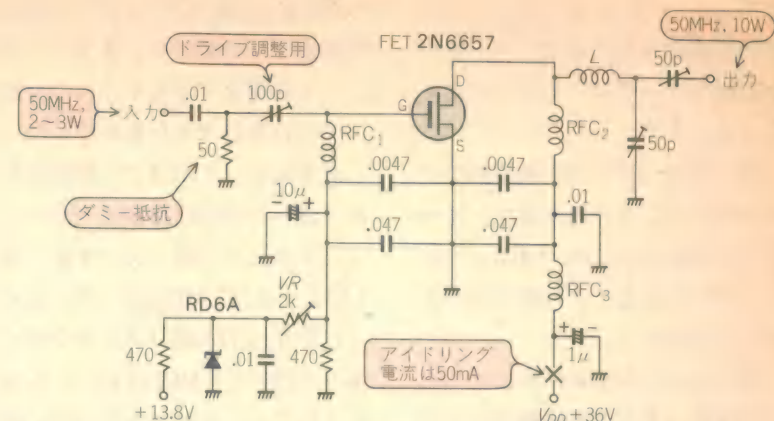 50MHz, 10W
ドライブ調整用
FET 2N6657
L
50p
50MHz,
2〜3W
入力
.01
100p
D
出力
G
RFC₁
RFC₂
50
S
50p
.0047
.0047
ダミー抵抗
10μ
- +
.01
.047
.047
VR
2k
RD6A
RFC₃
470
.01
470
アイドリング
電流は50mA
+ -
1μ
+13.8V
VDD+36V